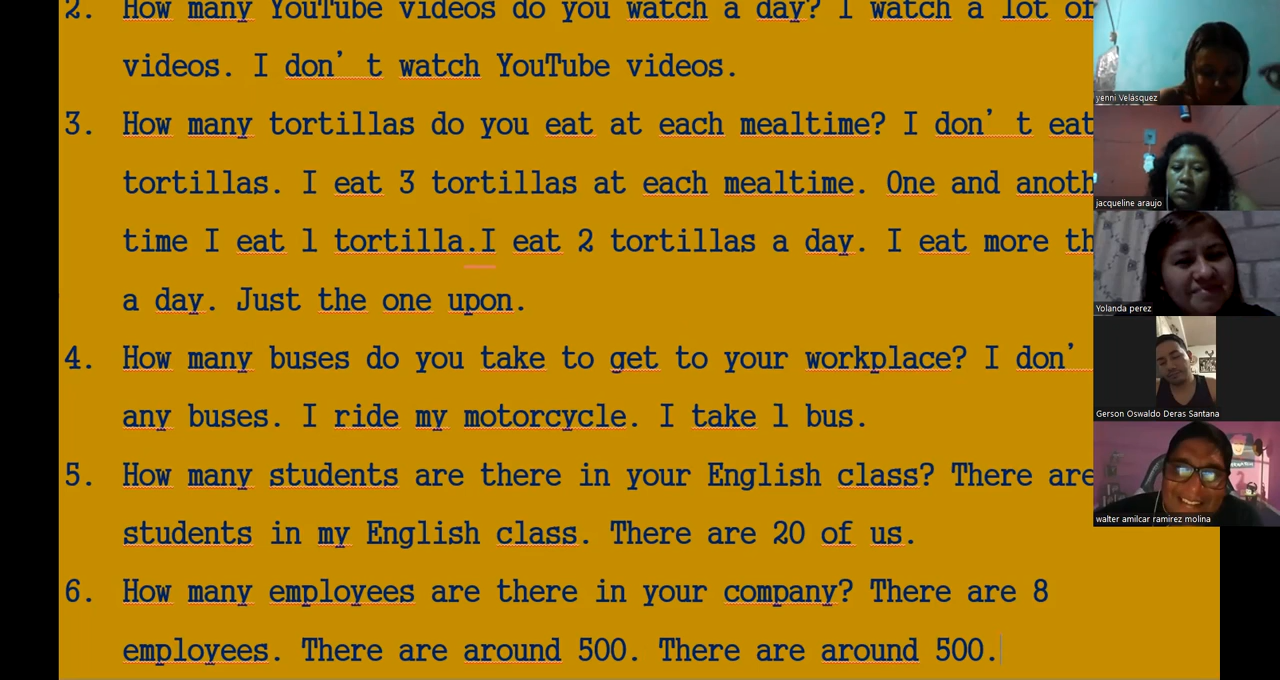 2. How many YouTube videos do you watch a day? I watch a lot of
videos. I don’t watch YouTube videos.
3. How many tortillas do you eat at each mealtime? I don’t eat
tortillas. I eat 3 tortillas at each mealtime. One and
time I eat 1 tortilla.I eat 2 tortillas a day. I eat more
a day. Just the one upon.
4. How many buses do you take to get to your workplace? I don’
any buses. I ride my motorcycle. I take 1 bus.
5. How many students are there in your English class? There are
students in my English class. There are 20 of us.
6. How many employees are there in your company? There are 8
employees. There are around 500. There are around 500.
yenni Velásquez
jacqueline araujo
Yolanda perez
Gerson Oswaldo Deras Santana
walter amilcar ramirez molina